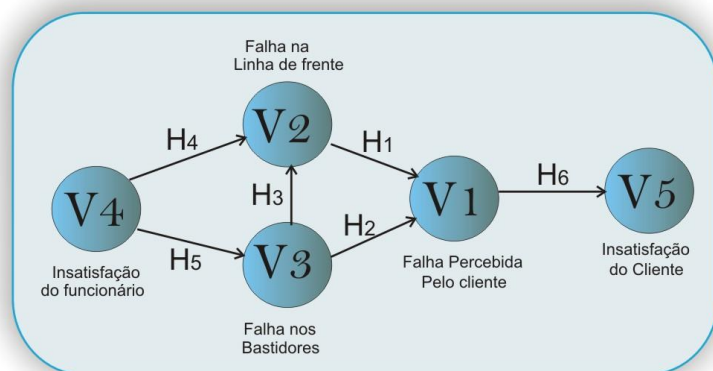 Falha na
Linha de frente
V2
H4
H1
H6
V4
H3
V1
V5
H5
H2
V3
Insatisfação
do funcionário
Falha Percebida
Pelo cliente
Insatisfação
do Cliente
Falha nos
Bastidores